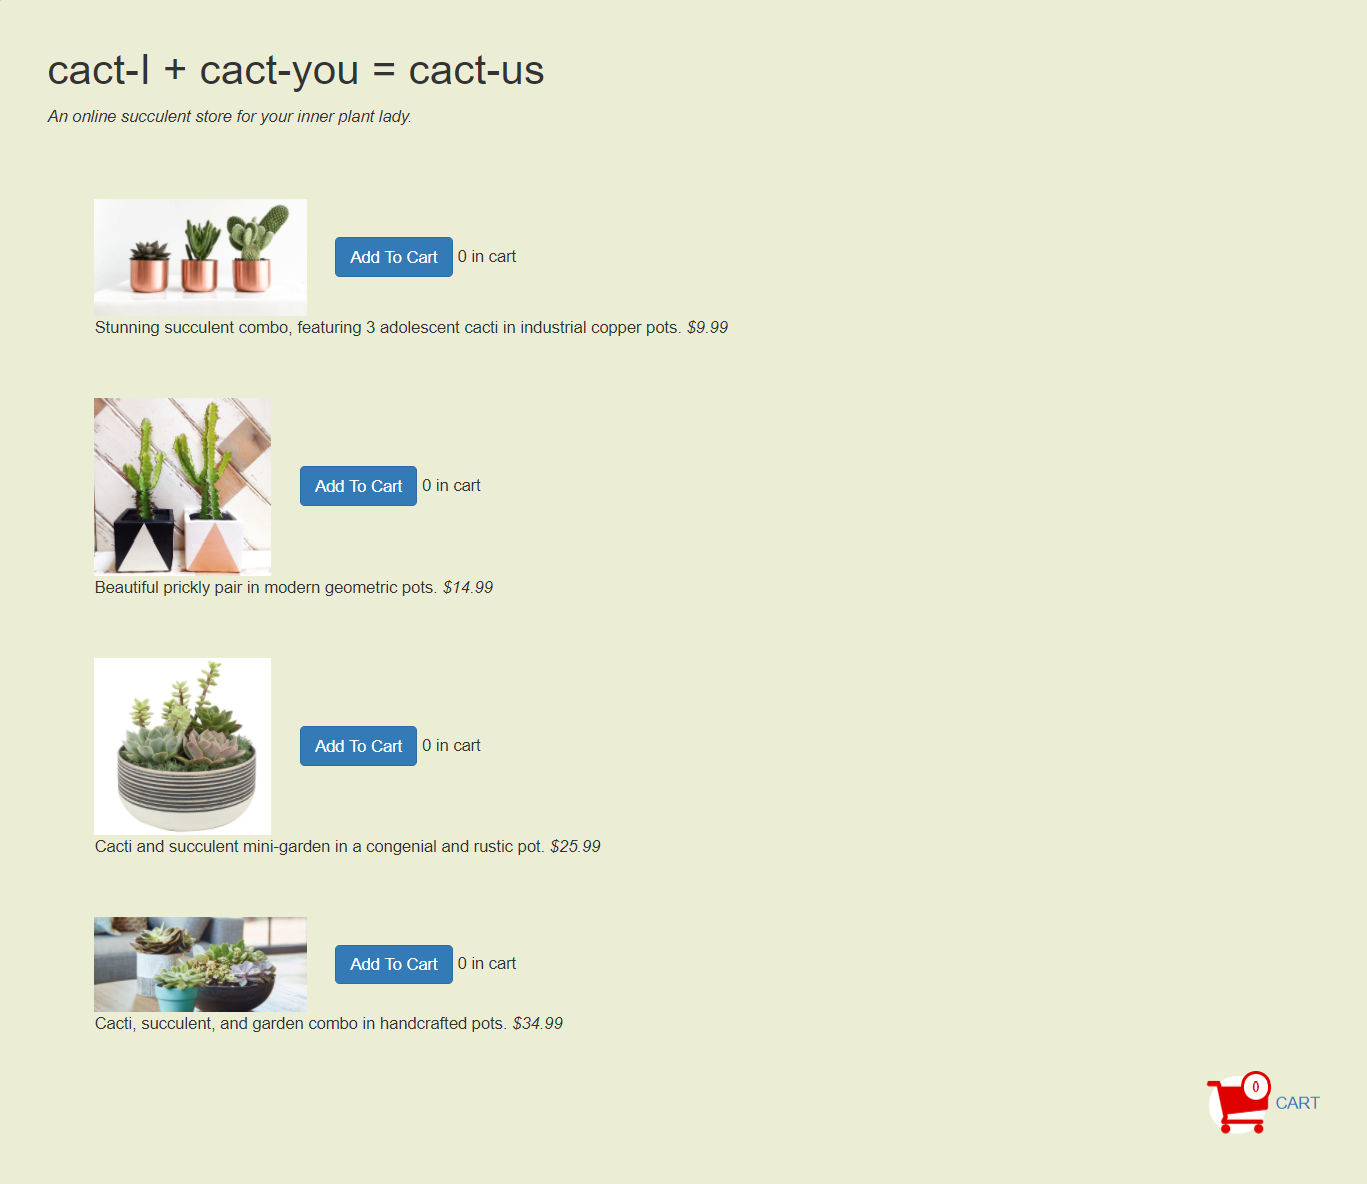 cact-I + cact-you = cact-us
An online succulent store for your inner plant lady.
Add To Cart 0 in cart
Stunning succulent combo, featuring 3 adolescent cacti in industrial copper pots. $9.99
Add To Cart 0 in cart
Beautiful prickly pair in modern geometric pots. $14.99
Add To Cart 0 in cart
Cacti and succulent mini-garden in a congenial and rustic pot. $25.99
Add To Cart 0 in cart
Cacti, succulent, and garden combo in handcrafted pots. $34.99
0 CART